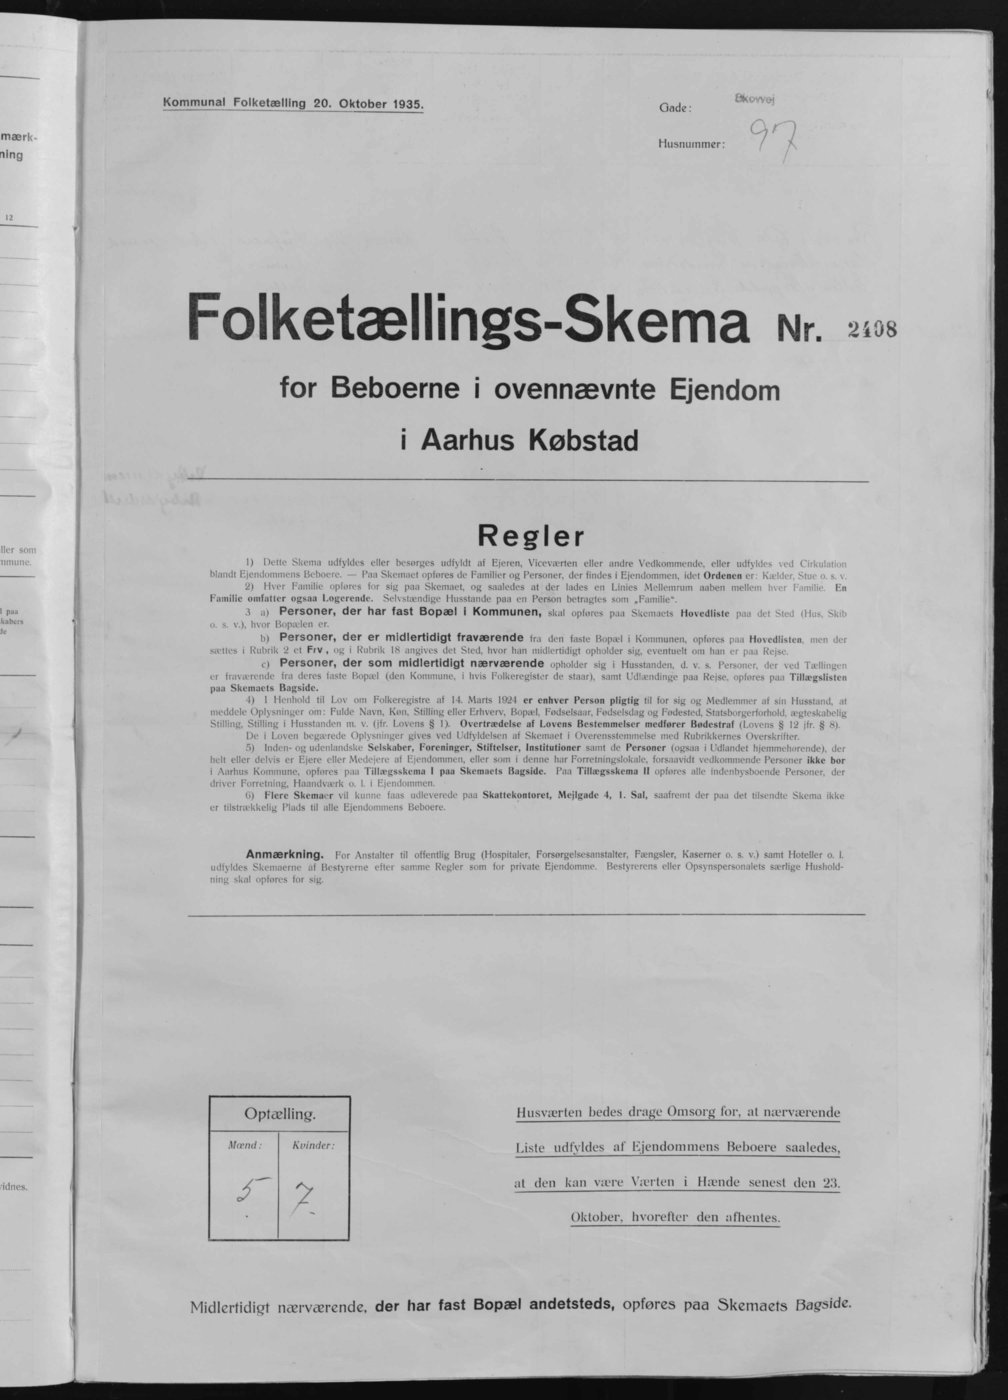 Kommunal Folketælling 20. Oktober 1935.
Gade: Skovvej
Husnummer: 97
mærk-
ning
12
Folketællings-Skema Nr. 2408
for Beboerne i ovennævnte Ejendom
i Aarhus Købstad
Regler
1) Dette Skema udfyldes eller besørges udfyldt af Ejeren, Viceværten eller andre Vedkommende, eller udfyldes ved Cirkulation
blandt Ejendommens Beboere. — Paa Skemaet opføres de Familier og Personer, der findes i Ejendommen, idet Ordenen er: Kælder, Stue o. s. v.
2) Hver Familie opføres for sig paa Skemaet, og saaledes at der lades en Linies Mellemrum aaben mellem hver Familie. En
Familie omfatter ogsaa Logerende. Selvstændige Husstande paa en Person betragtes som „Familie“.
3 a) Personer, der har fast Bopæl i Kommunen, skal opføres paa Skemaets Hovedliste paa det Sted (Hus, Skib
o. s. v.), hvor Bopælen er.
b) Personer, der er midlertidigt fraværende fra den faste Bopæl i Kommunen, opføres paa Hovedlisten, men der
sættes i Rubrik 2 et Frv., og i Rubrik 18 angives det Sted, hvor han midlertidigt opholder sig, eventuelt om han er paa Rejse.
c) Personer, der som midlertidigt nærværende opholder sig i Husstanden, d. v. s. Personer, der ved Tællingen
er fraværende fra deres faste Bopæl (den Kommune, i hvis Folkeregister de staar), samt Udlændinge paa Rejse, opføres paa Tillægslisten
paa Skemaets Bagside.
4) I Henhold til Lov om Folkeregistre af 14. Marts 1924 er enhver Person pligtig til for sig og Medlemmer af sin Husstand, at
meddele Oplysninger om: Fulde Navn, Køn, Stilling eller Erhverv, Bopæl, Fødselsaar, Fødselsdag og Fødested, Statsborgerforhold, ægteskabelig
Stilling, Stilling i Husstanden m. v. (jfr. Lovens § 1). Overtrædelse af Lovens Bestemmelser medfører Bødestraf (Lovens § 12 jfr. § 8).
De i Loven begærede Oplysninger gives ved Udfyldelsen af Skemaet i Overensstemmelse med Rubrikkernes Overskrifter.
5) Inden- og udenlandske Selskaber, Foreninger, Stiftelser, Institutioner samt de Personer (ogsaa i Udlandet hjemmehørende), der
helt eller delvis er Ejere eller Medejere af Ejendommen, eller som i denne har Forretningslokale, forsaavidt vedkommende Personer ikke bor
i Aarhus Kommune, opføres paa Tillægsskema I paa Skemaets Bagside. Paa Tillægsskema II opføres alle indenbysboende Personer, der
driver Forretning, Haandværk o. l. i Ejendommen.
6) Flere Skemaer vil kunne faas udleverede paa Skattekontoret, Mejlgade 4, 1. Sal, saafremt der paa det tilsendte Skema ikke
er tilstrækkelig Plads til alle Ejendommens Beboere.
ller som
mmune.
l paa
kabers
de
Anmærkning. For Anstalter til offentlig Brug (Hospitaler, Forsørgelsesanstalter, Fængsler, Kaserner o. s. v.) samt Hoteller o. l.
udfyldes Skemaerne af Bestyrerne efter samme Regler som for private Ejendomme. Bestyrerens eller Opsynspersonalets særlige Hushold-
ning skal opføres for sig.
vidnes.
Optælling.
Mænd: Kvinder:
5 7
Husværten bedes drage Omsorg for, at nærværende
Liste udfyldes af Ejendommens Beboere saaledes,
at den kan være Værten i Hænde senest den 23.
Oktober, hvorefter den afhentes.
Midlertidigt nærværende, der har fast Bopæl andetsteds, opføres paa Skemaets Bagside.